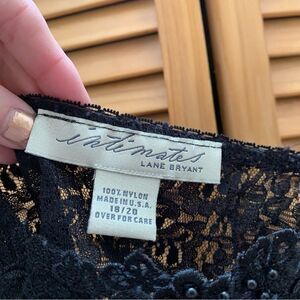 intimates
LANE BRYANT
100% NYLON
MADE IN U.S.A.
18/20
OVER FOR CARE